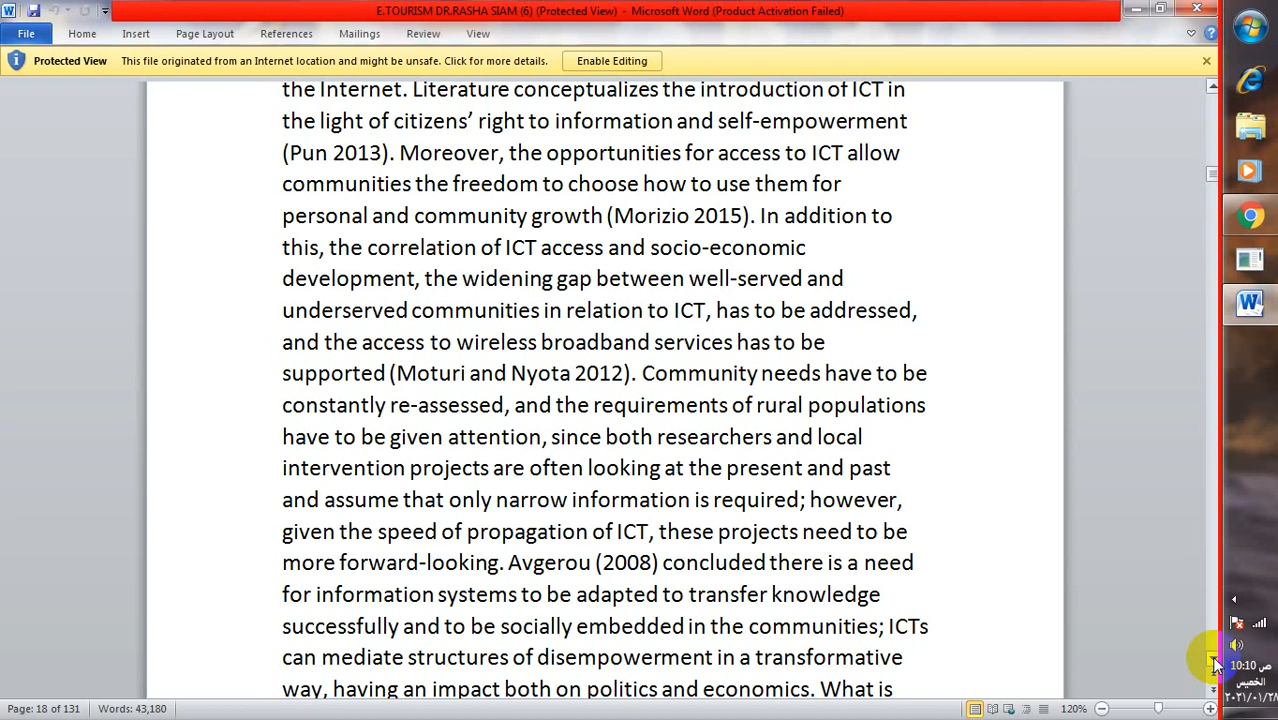 E.TOURISM DR.RASHA SIAM (6) (Protected View) - Microsoft Word (Product Activation Failed)
File Home Insert Page Layout References Mailings Review View
Protected View This file originated from an Internet location and might be unsafe. Click for more details. Enable Editing
the Internet. Literature conceptualizes the introduction of ICT in
the light of citizens’ right to information and self-empowerment
(Pun 2013). Moreover, the opportunities for access to ICT allow
communities the freedom to choose how to use them for
personal and community growth (Morizio 2015). In addition to
this, the correlation of ICT access and socio-economic
development, the widening gap between well-served and
underserved communities in relation to ICT, has to be addressed,
and the access to wireless broadband services has to be
supported (Moturi and Nyota 2012). Community needs have to be
constantly re-assessed, and the requirements of rural populations
have to be given attention, since both researchers and local
intervention projects are often looking at the present and past
and assume that only narrow information is required; however,
given the speed of propagation of ICT, these projects need to be
more forward-looking. Avgerou (2008) concluded there is a need
for information systems to be adapted to transfer knowledge
successfully and to be socially embedded in the communities; ICTs
can mediate structures of disempowerment in a transformative
way, having an impact both on politics and economics. What is
Page: 18 of 131 Words: 43,180 120%
10:10 ص
الخميس
٢٠٢١/٠١/٢٨